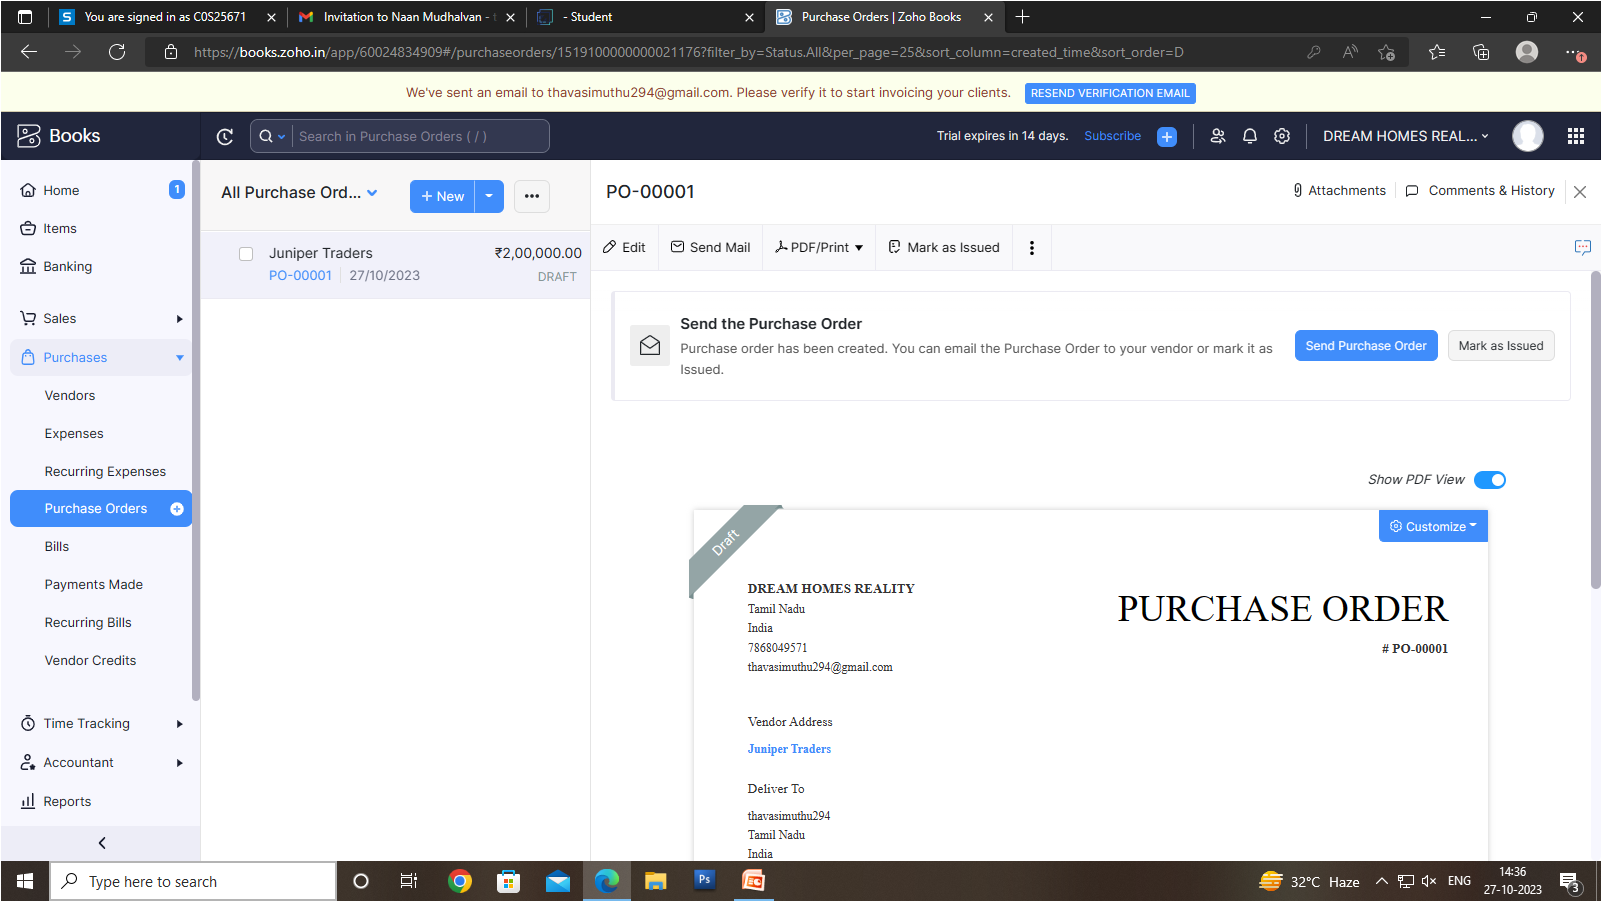 You are signed in as C0S25671
Invitation to Naan Mudhalvan -
- Student
Purchase Orders | Zoho Books
https://books.zoho.in/app/60024834909#/purchaseorders/1519100000000021176?filter_by=Status.All&per_page=25&sort_column=created_time&sort_order=D
We've sent an email to thavasimuthu294@gmail.com. Please verify it to start invoicing your clients.
RESEND VERIFICATION EMAIL
Books
Search in Purchase Orders ( / )
Trial expires in 14 days.
Subscribe
DREAM HOMES REAL...
Home
1
Items
Banking
Sales
Purchases
Vendors
Expenses
Recurring Expenses
Purchase Orders
Bills
Payments Made
Recurring Bills
Vendor Credits
Time Tracking
Accountant
Reports
All Purchase Ord...
+ New
Juniper Traders ₹2,00,000.00
PO-00001 27/10/2023
DRAFT
PO-00001
Attachments
Comments & History
Edit
Send Mail
PDF/Print
Mark as Issued
Send the Purchase Order
Purchase order has been created. You can email the Purchase Order to your vendor or mark it as
Issued.
Send Purchase Order
Mark as Issued
Show PDF View
Draft
Customize
DREAM HOMES REALITY
Tamil Nadu
India
7868049571
thavasimuthu294@gmail.com
PURCHASE ORDER
# PO-00001
Vendor Address
Juniper Traders
Deliver To
thavasimuthu294
Tamil Nadu
India
Type here to search
Ps
32°C Haze
ENG
14:36
27-10-2023
3